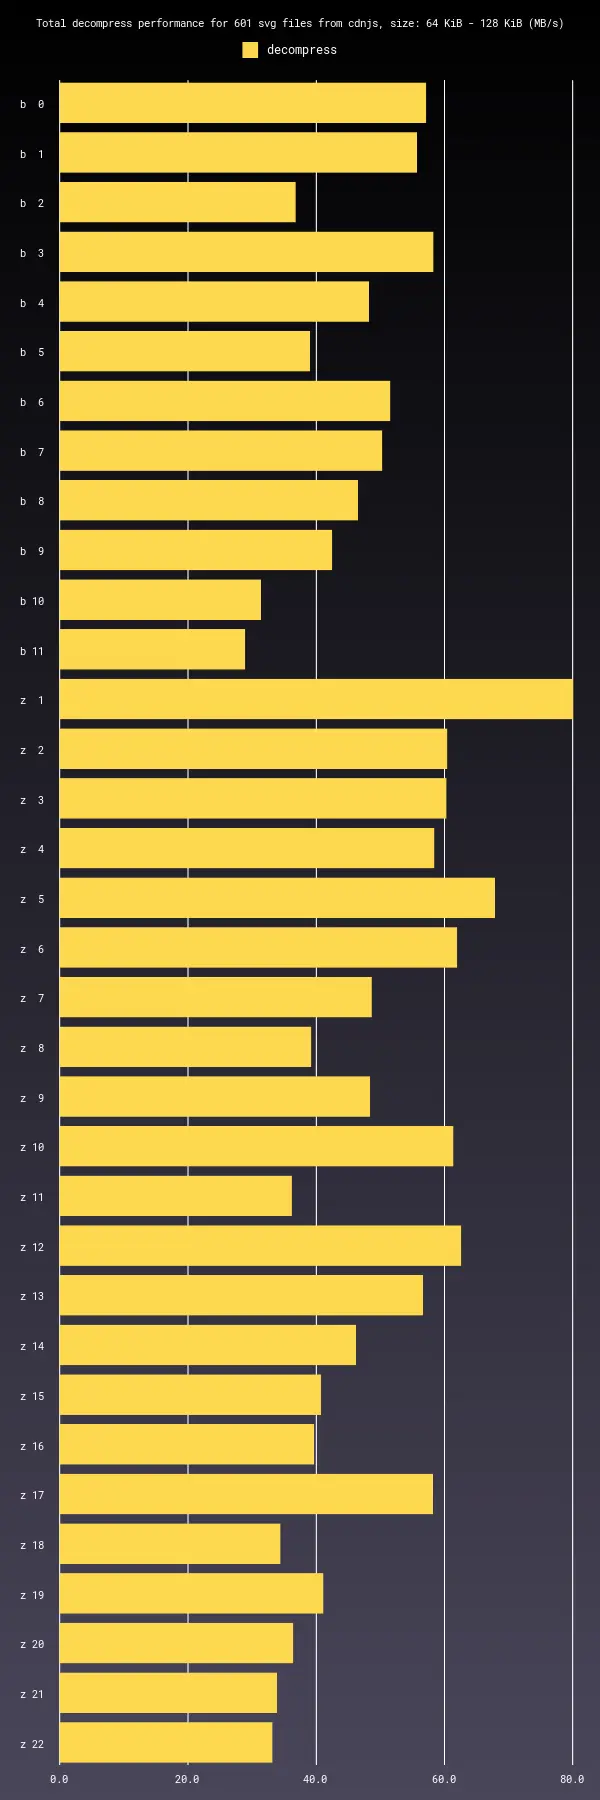 Total decompress performance for 601 svg files from cdnjs, size: 64 KiB - 128 KiB (MB/s)
decompress
b 0
b 1
b 2
b 3
b 4
b 5
b 6
b 7
b 8
b 9
b 10
b 11
z 1
z 2
z 3
z 4
z 5
z 6
z 7
z 8
z 9
z 10
z 11
z 12
z 13
z 14
z 15
z 16
z 17
z 18
z 19
z 20
z 21
z 22
0.0 20.0 40.0 60.0 80.0